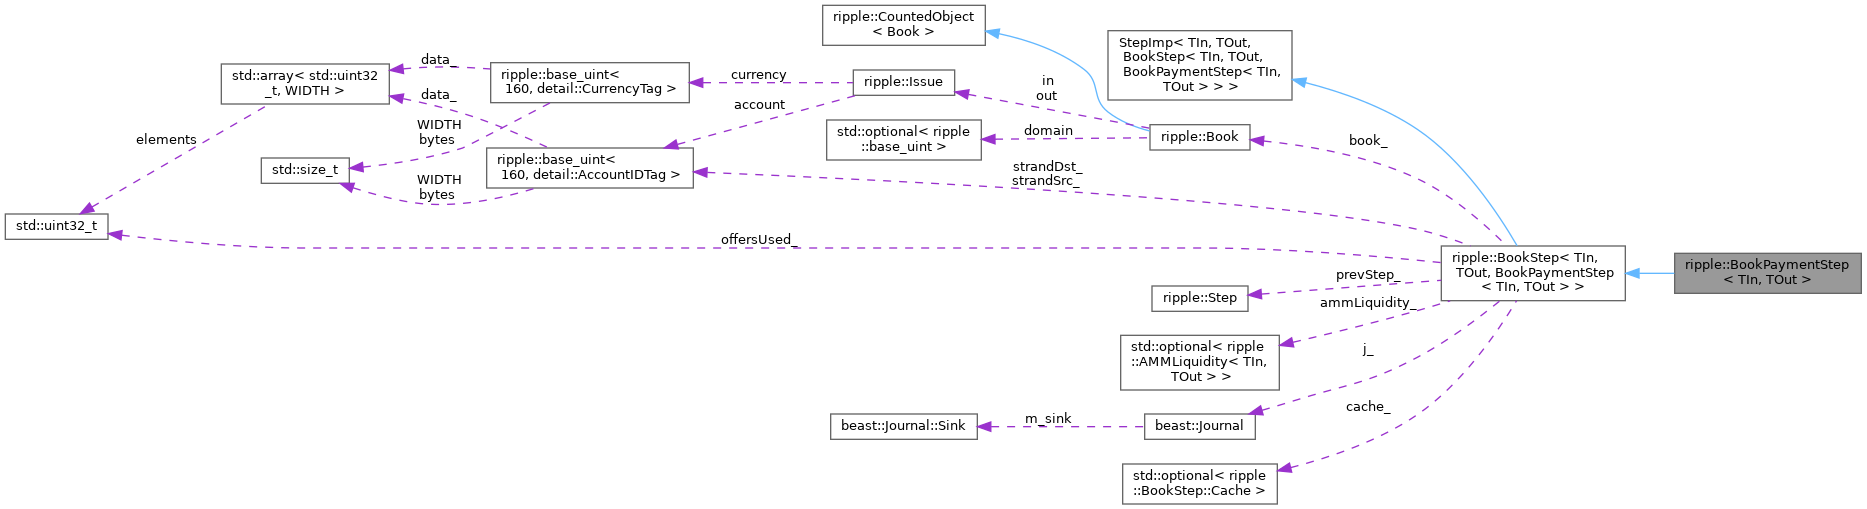 ripple::CountedObject
< Book >
StepImp< TIn, TOut,
BookStep< TIn, TOut,
BookPaymentStep< TIn,
TOut > > >
data_
std::array< std::uint32
_t, WIDTH >
ripple::base_uint<
160, detail::CurrencyTag >
currency
ripple::Issue
in
out
data_
account
elements
WIDTH
bytes
std::optional< ripple
::base_uint >
domain
ripple::Book
book_
std::size_t
ripple::base_uint<
160, detail::AccountIDTag >
strandDst_
strandSrc_
WIDTH
bytes
std::uint32_t
offersUsed_
ripple::BookStep< TIn,
TOut, BookPaymentStep
< TIn, TOut > >
ripple::BookPaymentStep
< TIn, TOut >
prevStep_
ripple::Step
ammLiquidity_
std::optional< ripple
::AMMLiquidity< TIn,
TOut > >
j_
cache_
beast::Journal::Sink
m_sink
beast::Journal
std::optional< ripple
::BookStep::Cache >